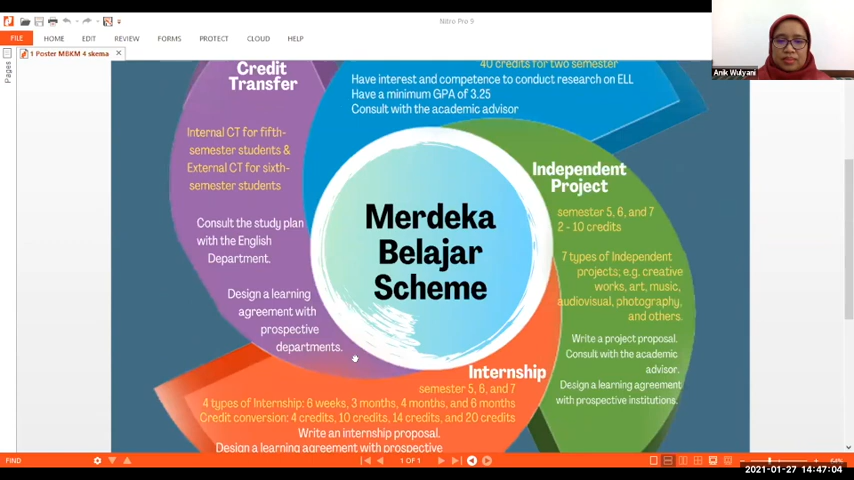 Nitro Pro 9
FILE
HOME
EDIT
REVIEW
FORMS
PROTECT
CLOUD
HELP
1 Poster MBKM 4 skema
Pages
Anik Wulyani
Credit
Transfer
Internal CT for fifth-
semester students &
External CT for sixth-
semester students
Consult the study plan
with the English
Department.
Design a learning
agreement with
prospective
departments.
40 credits for two semester
Have interest and competence to conduct research on ELL
Have a minimum GPA of 3.25
Consult with the academic advisor
Independent
Project
semester 5, 6, and 7
2 - 10 credits
7 types of Independent
projects; e.g. creative
works, art, music,
audiovisual, photography,
and others.
Write a project proposal.
Consult with the academic
advisor.
Design a learning agreement
with prospective institutions.
Merdeka
Belajar
Scheme
Internship
semester 5, 6, and 7
4 types of Internship: 6 weeks, 3 months, 4 months, and 6 months
Credit conversion: 4 credits, 10 credits, 14 credits, and 20 credits
Write an internship proposal.
Design a learning agreement with prospective
FIND
1 OF 1
64%
2021-01-27 14:47:04